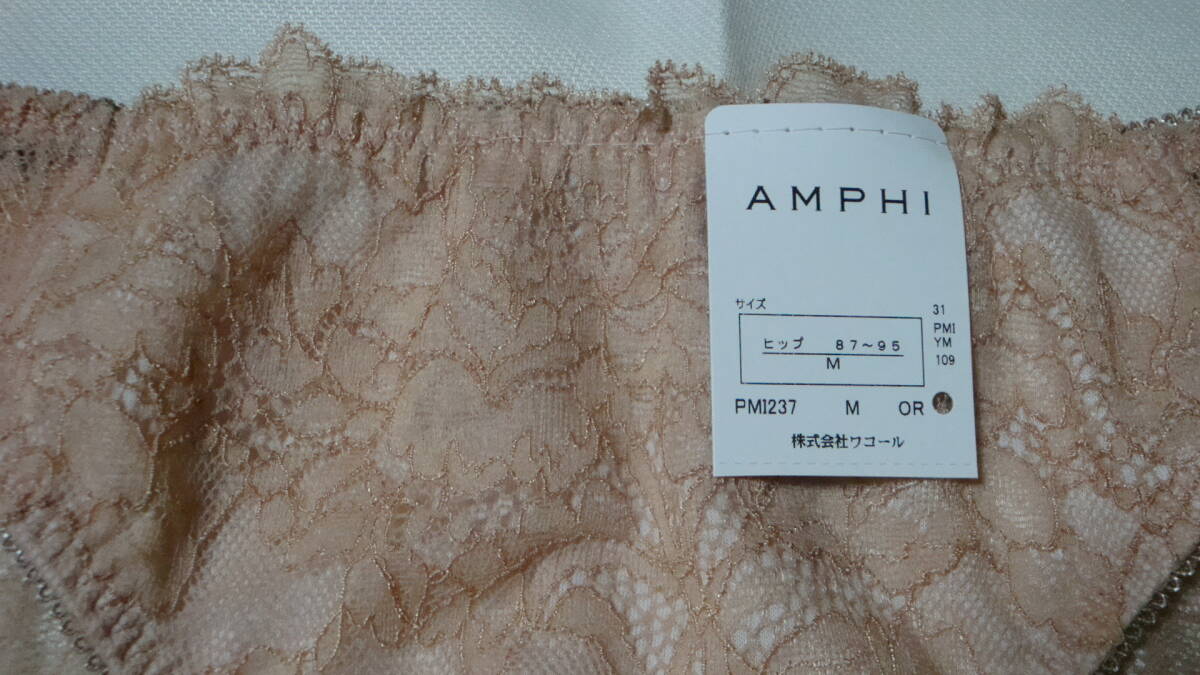 AMPHI
サイズ
ヒップ 87～95
M
31
PMI
YM
109
PMI237 M OR
株式会社ワコール